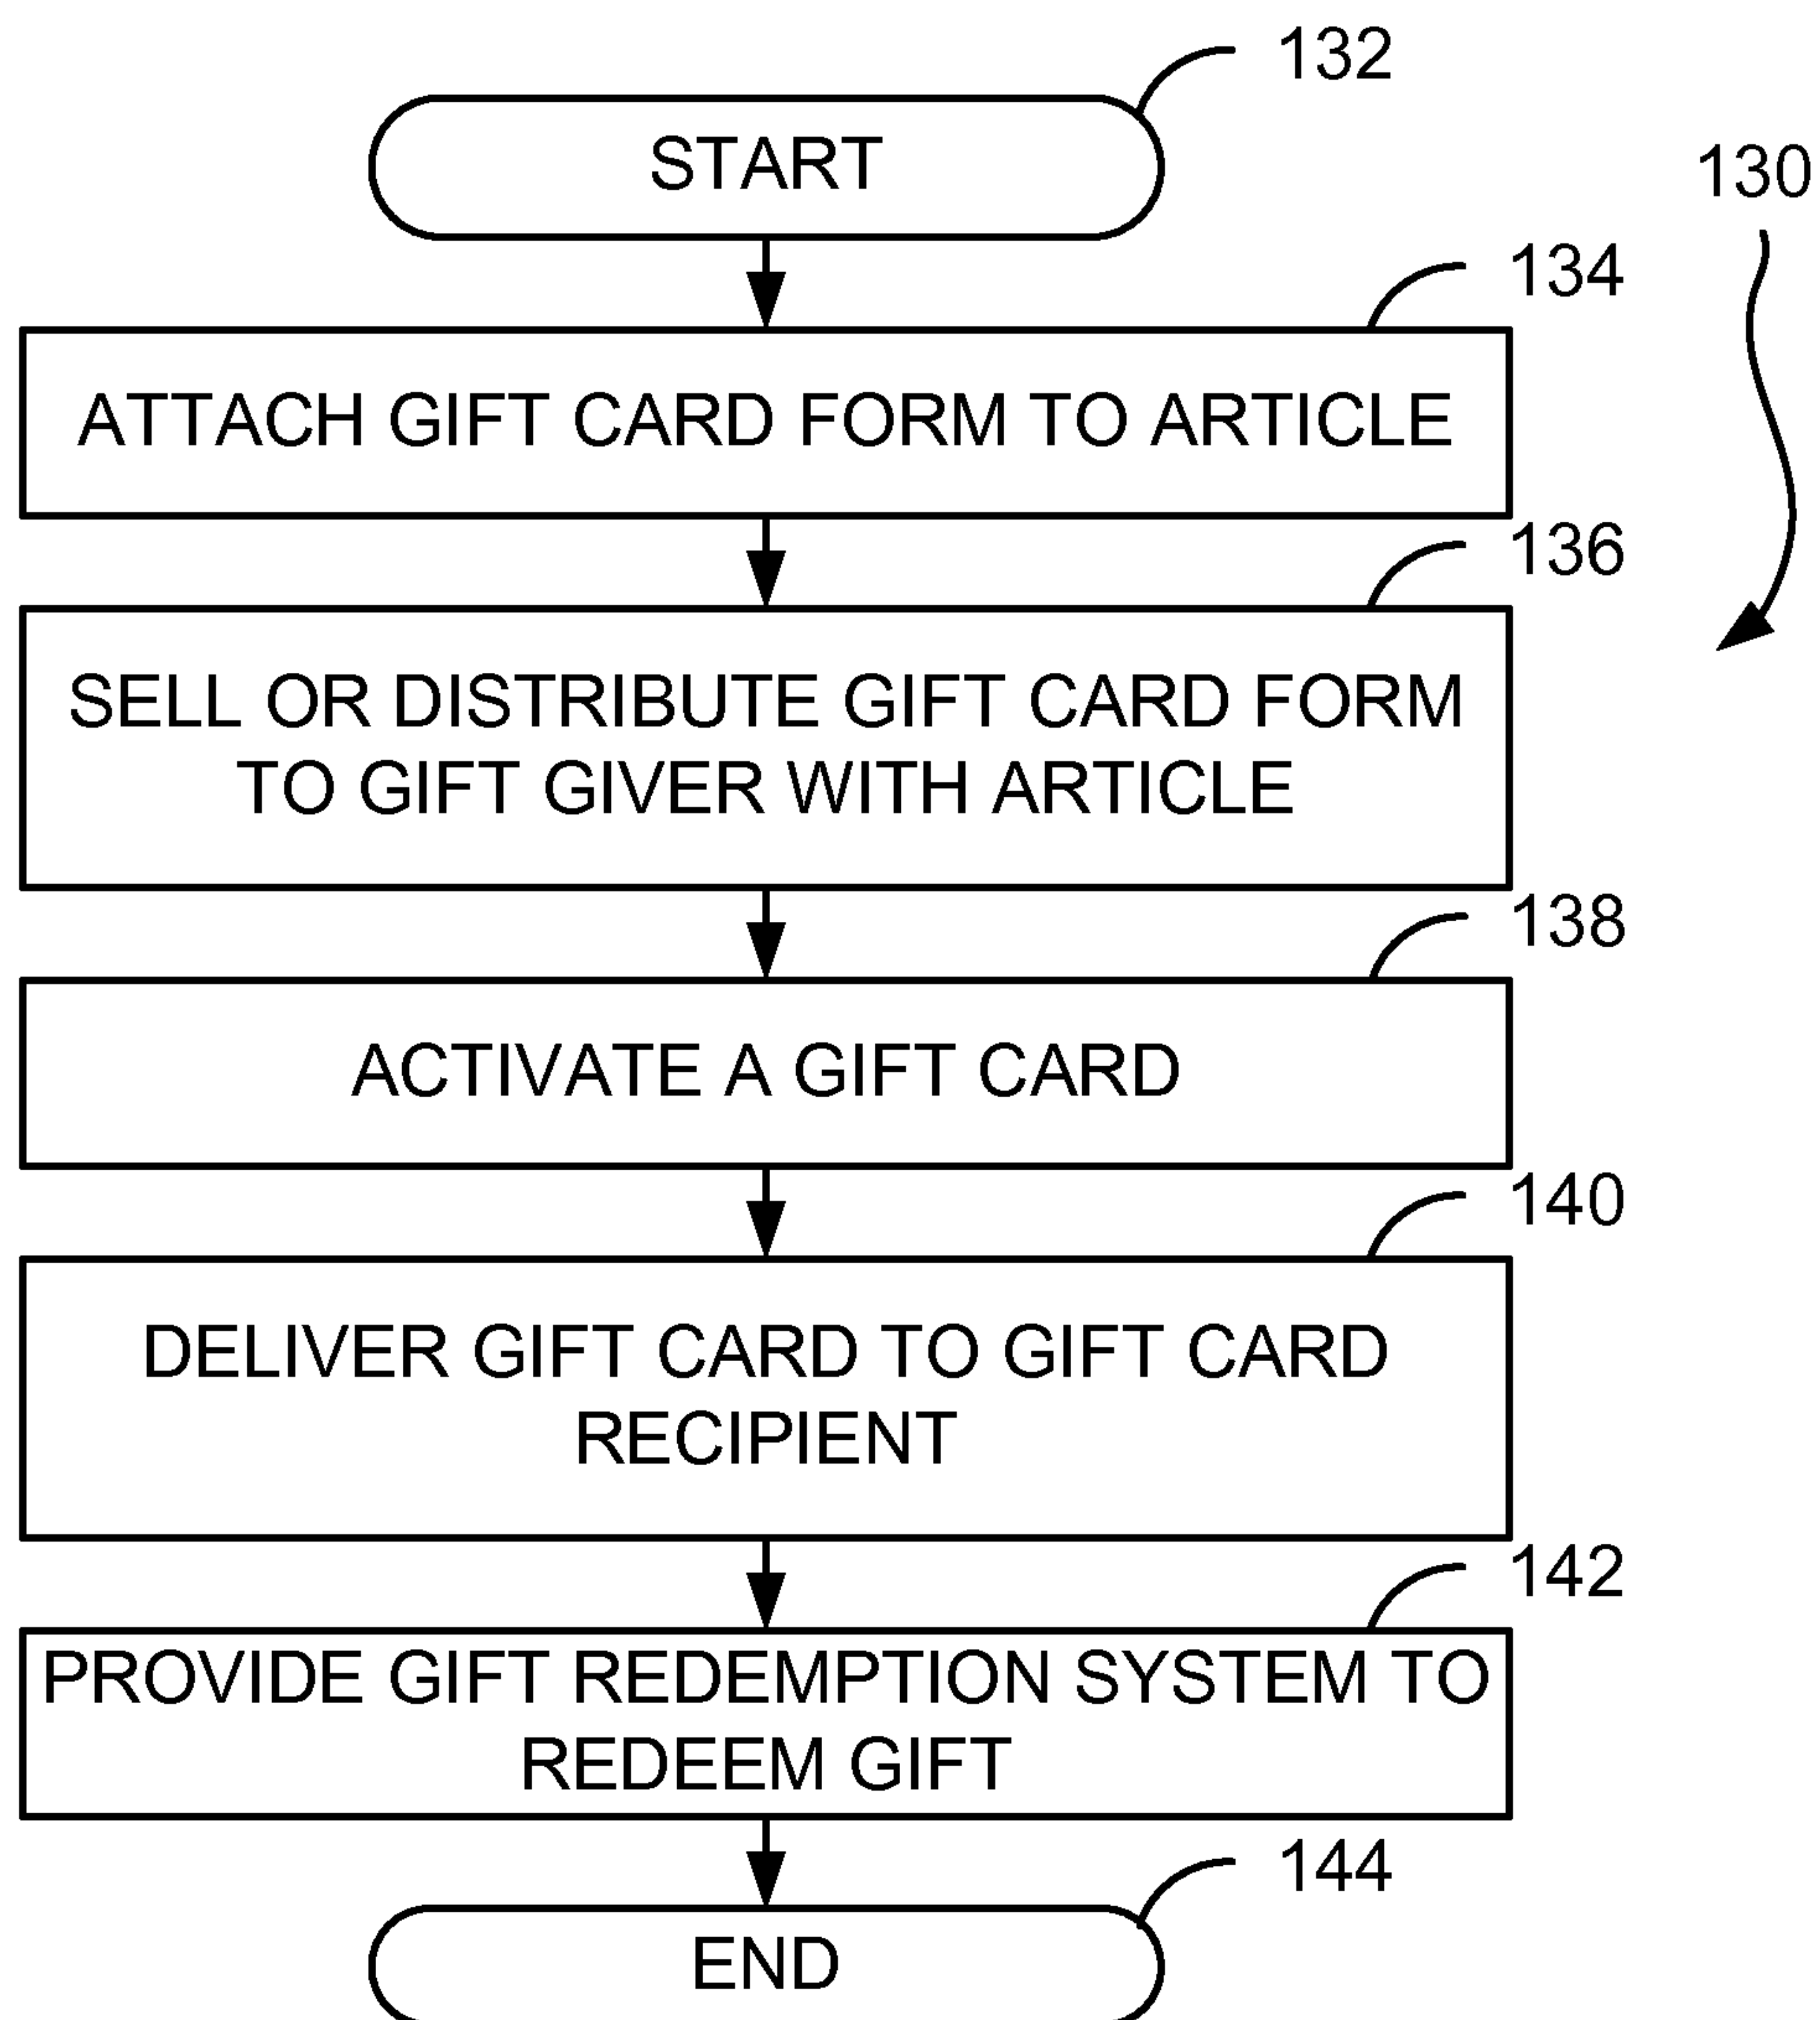 132
START
130
134
ATTACH GIFT CARD FORM TO ARTICLE
136
SELL OR DISTRIBUTE GIFT CARD FORM
TO GIFT GIVER WITH ARTICLE
138
ACTIVATE A GIFT CARD
140
DELIVER GIFT CARD TO GIFT CARD
RECIPIENT
142
PROVIDE GIFT REDEMPTION SYSTEM TO
REDEEM GIFT
144
END